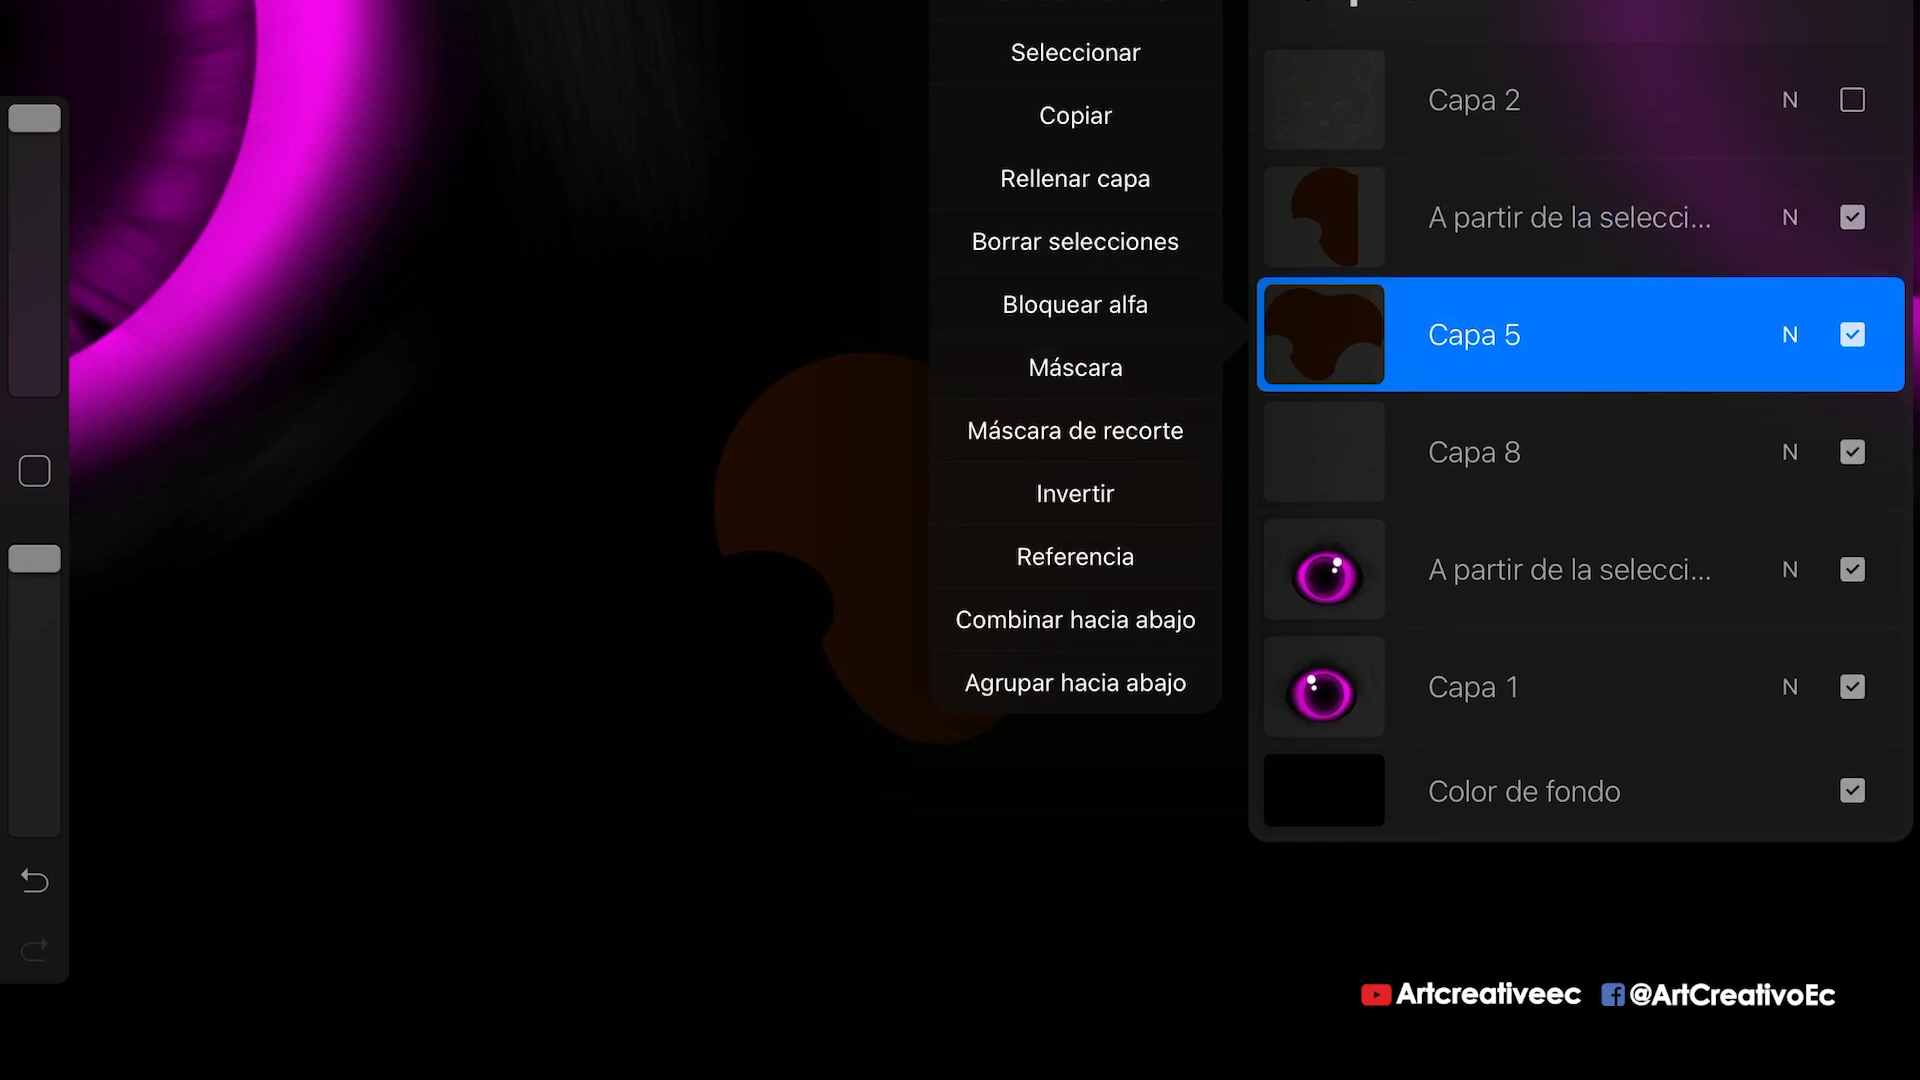 Seleccionar
Copiar
Rellenar capa
Borrar selecciones
Bloquear alfa
Máscara
Máscara de recorte
Invertir
Referencia
Combinar hacia abajo
Agrupar hacia abajo
Capa 2 N
A partir de la selecci... N
Capa 5 N
Capa 8 N
A partir de la selecci... N
Capa 1 N
Color de fondo
Artcreativeec @ArtCreativoEc